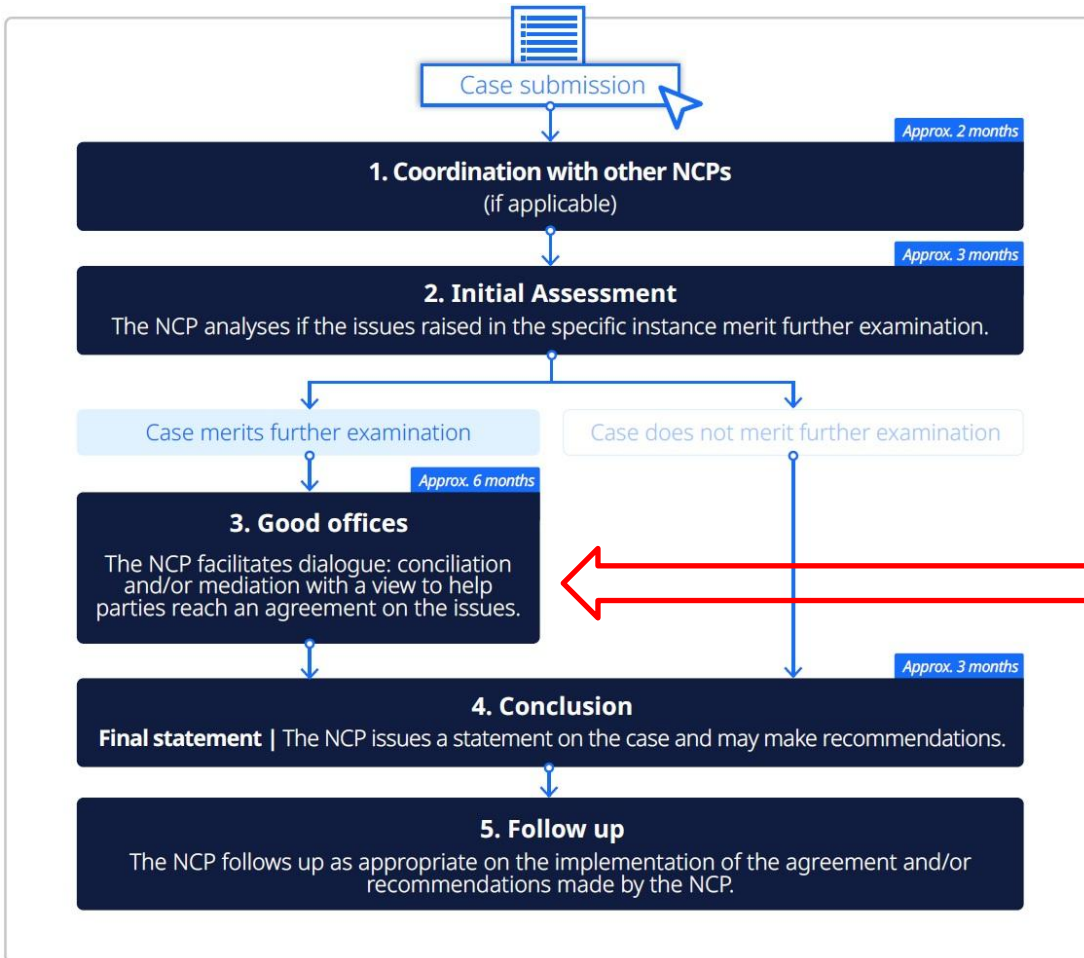 Case submission
Approx. 2 months
1. Coordination with other NCPs
(if applicable)
Approx. 3 months
2. Initial Assessment
The NCP analyses if the issues raised in the specific instance merit further examination.
Case merits further examination
Case does not merit further examination
Approx. 6 months
3. Good offices
The NCP facilitates dialogue: conciliation
and/or mediation with a view to help
parties reach an agreement on the issues.
Approx. 3 months
4. Conclusion
Final statement | The NCP issues a statement on the case and may make recommendations.
5. Follow up
The NCP follows up as appropriate on the implementation of the agreement and/or
recommendations made by the NCP.